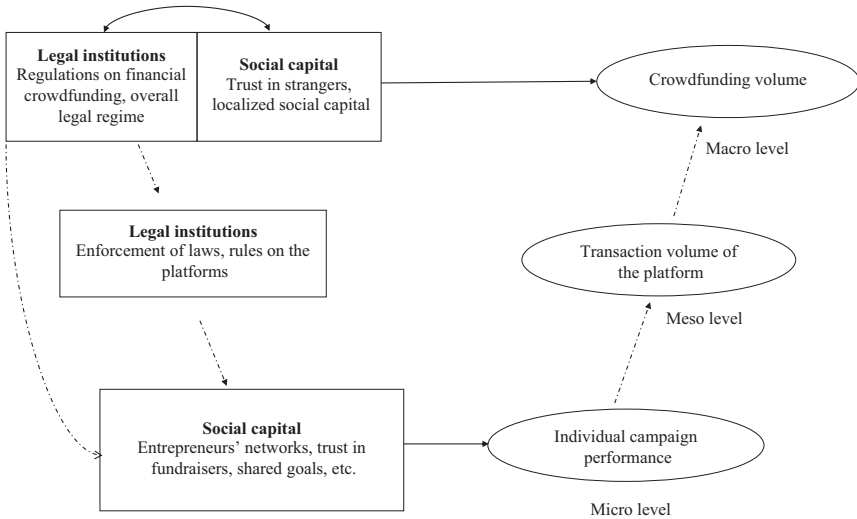 Legal institutions
Regulations on financial
crowdfunding, overall
legal regime
Social capital
Trust in strangers,
localized social capital
Crowdfunding volume
Macro level
Legal institutions
Enforcement of laws, rules on the
platforms
Transaction volume of
the platform
Meso level
Social capital
Entrepreneurs’ networks, trust in
fundraisers, shared goals, etc.
Individual campaign
performance
Micro level